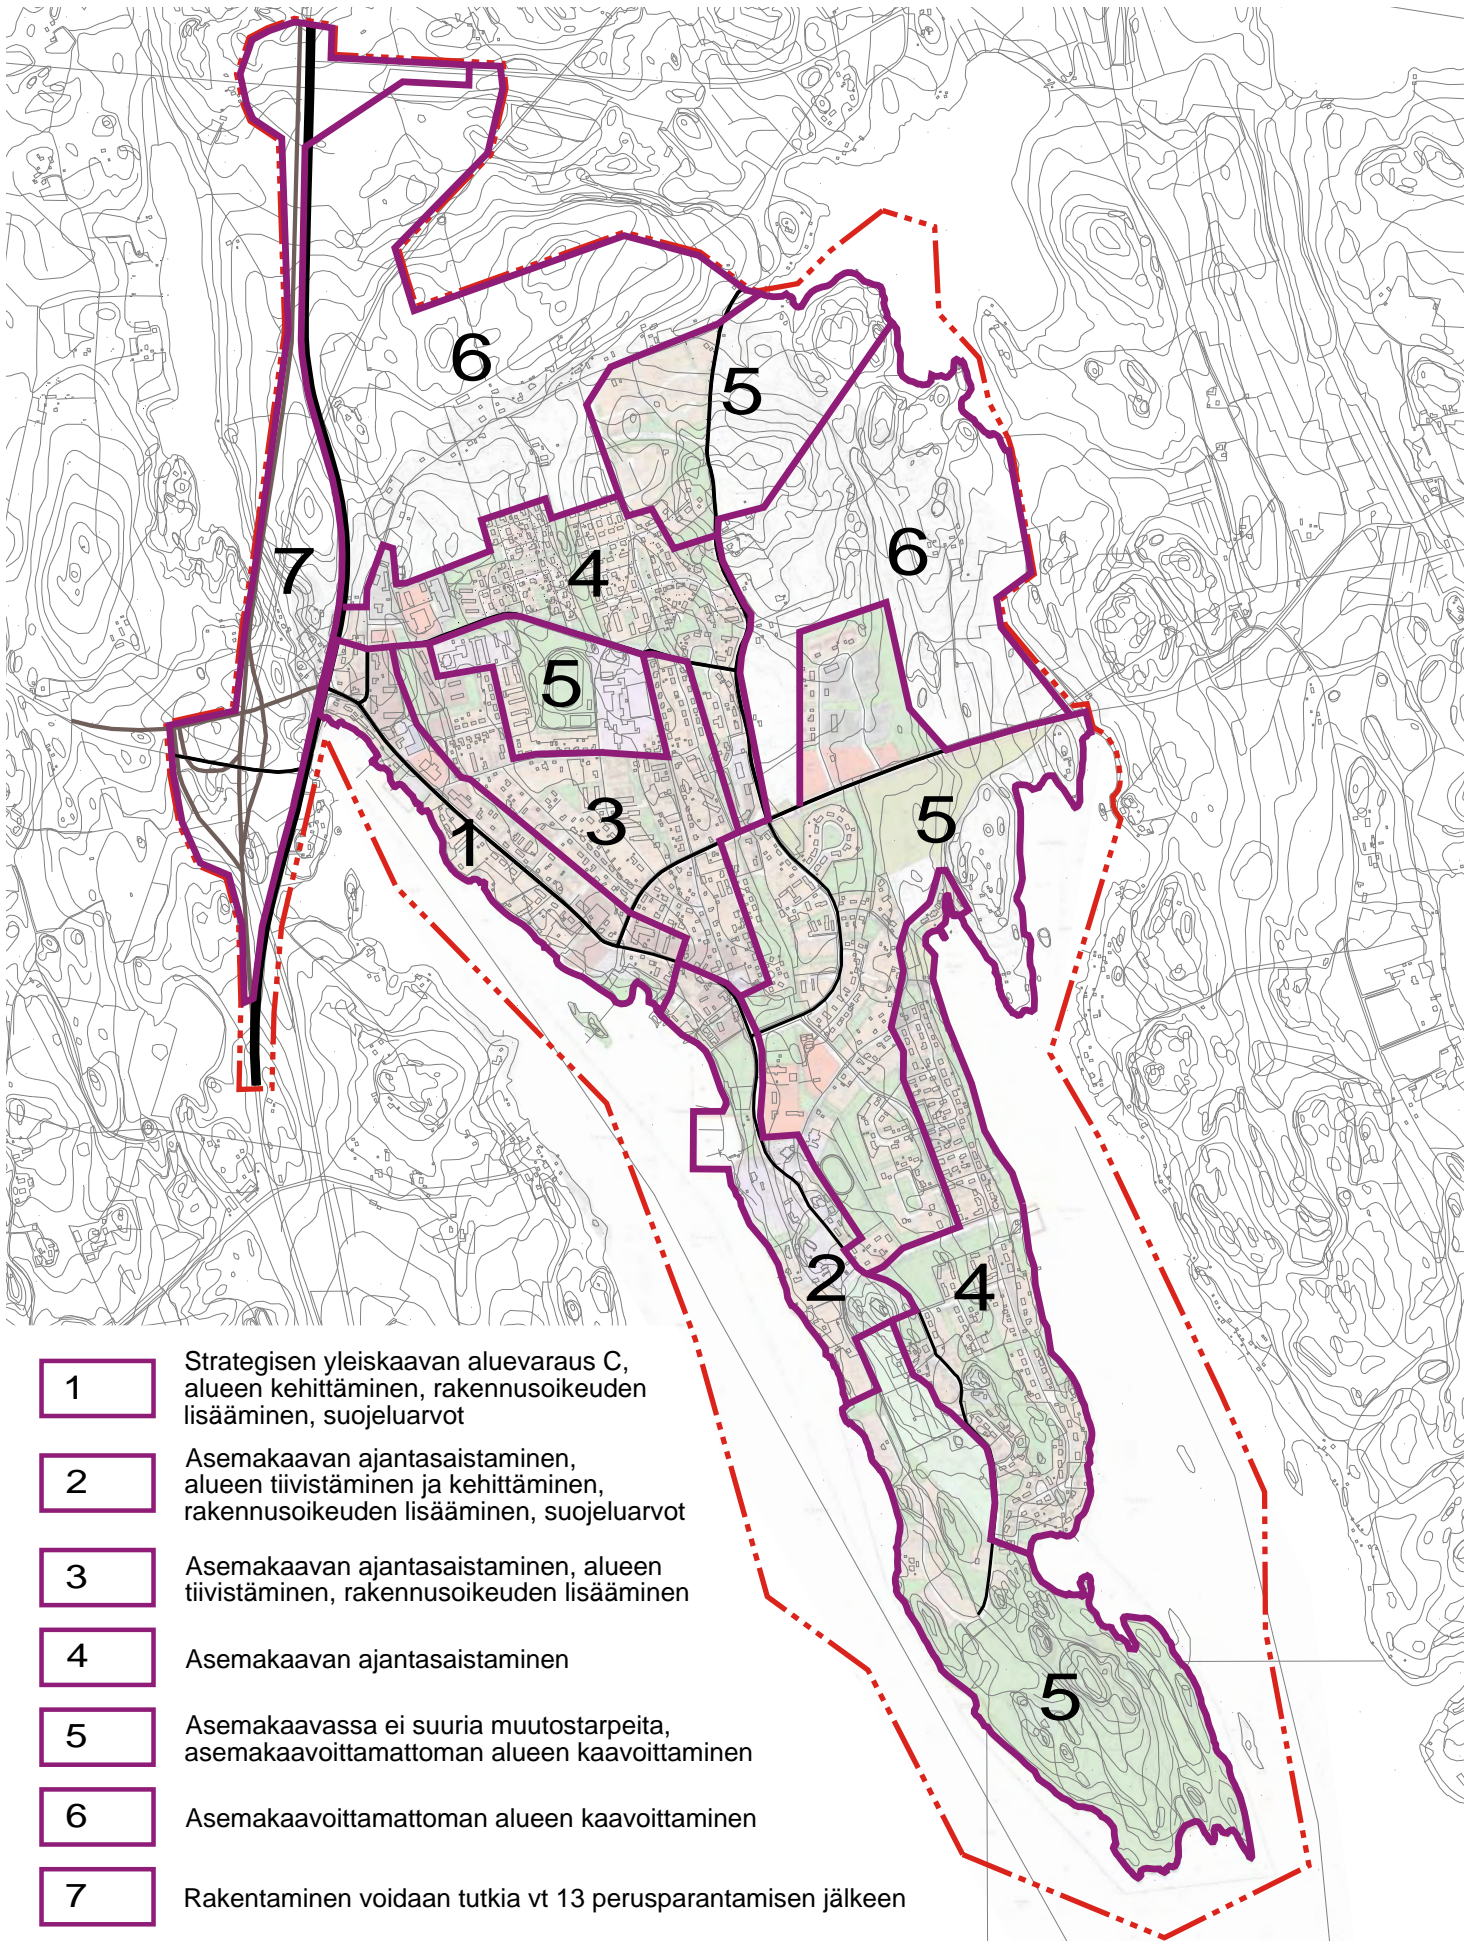 6
5
6
7
4
5
5
3
1
2
4
5
1
Strategisen yleiskaavan aluevaraus C,
alueen kehittäminen, rakennusoikeuden
lisääminen, suojeluarvot
2
Asemakaavan ajantasaistaminen,
alueen tiivistäminen ja kehittäminen,
rakennusoikeuden lisääminen, suojeluarvot
3
Asemakaavan ajantasaistaminen, alueen
tiivistäminen, rakennusoikeuden lisääminen
4
Asemakaavan ajantasaistaminen
5
Asemakaavassa ei suuria muutostarpeita,
asemakaavoittamattoman alueen kaavoittaminen
6
Asemakaavoittamattoman alueen kaavoittaminen
7
Rakentaminen voidaan tutkia vt 13 perusparantamisen jälkeen